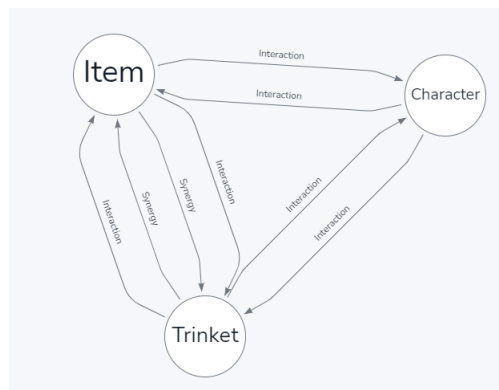 Item
Interaction
Character
Interaction
Interaction
Synergy
Synergy
Interaction
Interaction
Interaction
Trinket